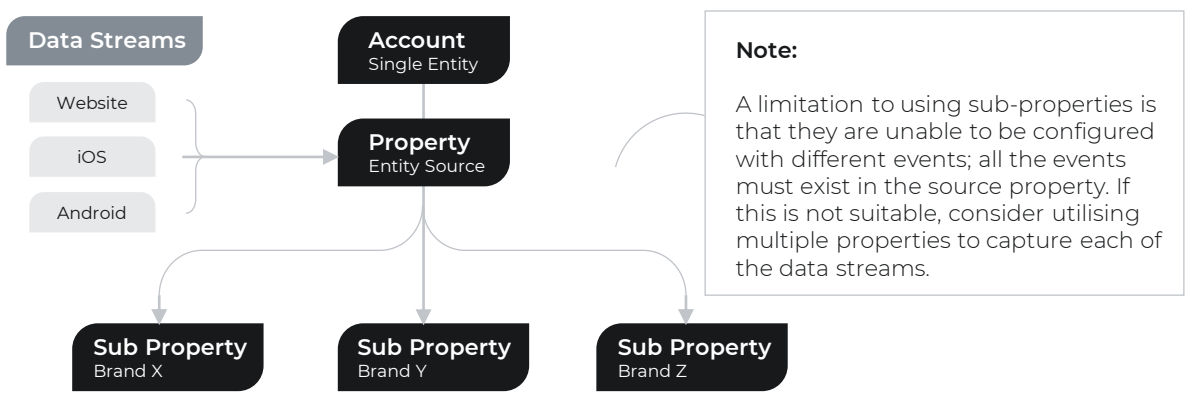 Data Streams
Website
iOS
Android
Account
Single Entity
Property
Entity Source
Note:
A limitation to using sub-properties is
that they are unable to be configured
with different events; all the events
must exist in the source property. If
this is not suitable, consider utilising
multiple properties to capture each of
the data streams.
Sub Property
Brand X
Sub Property
Brand Y
Sub Property
Brand Z